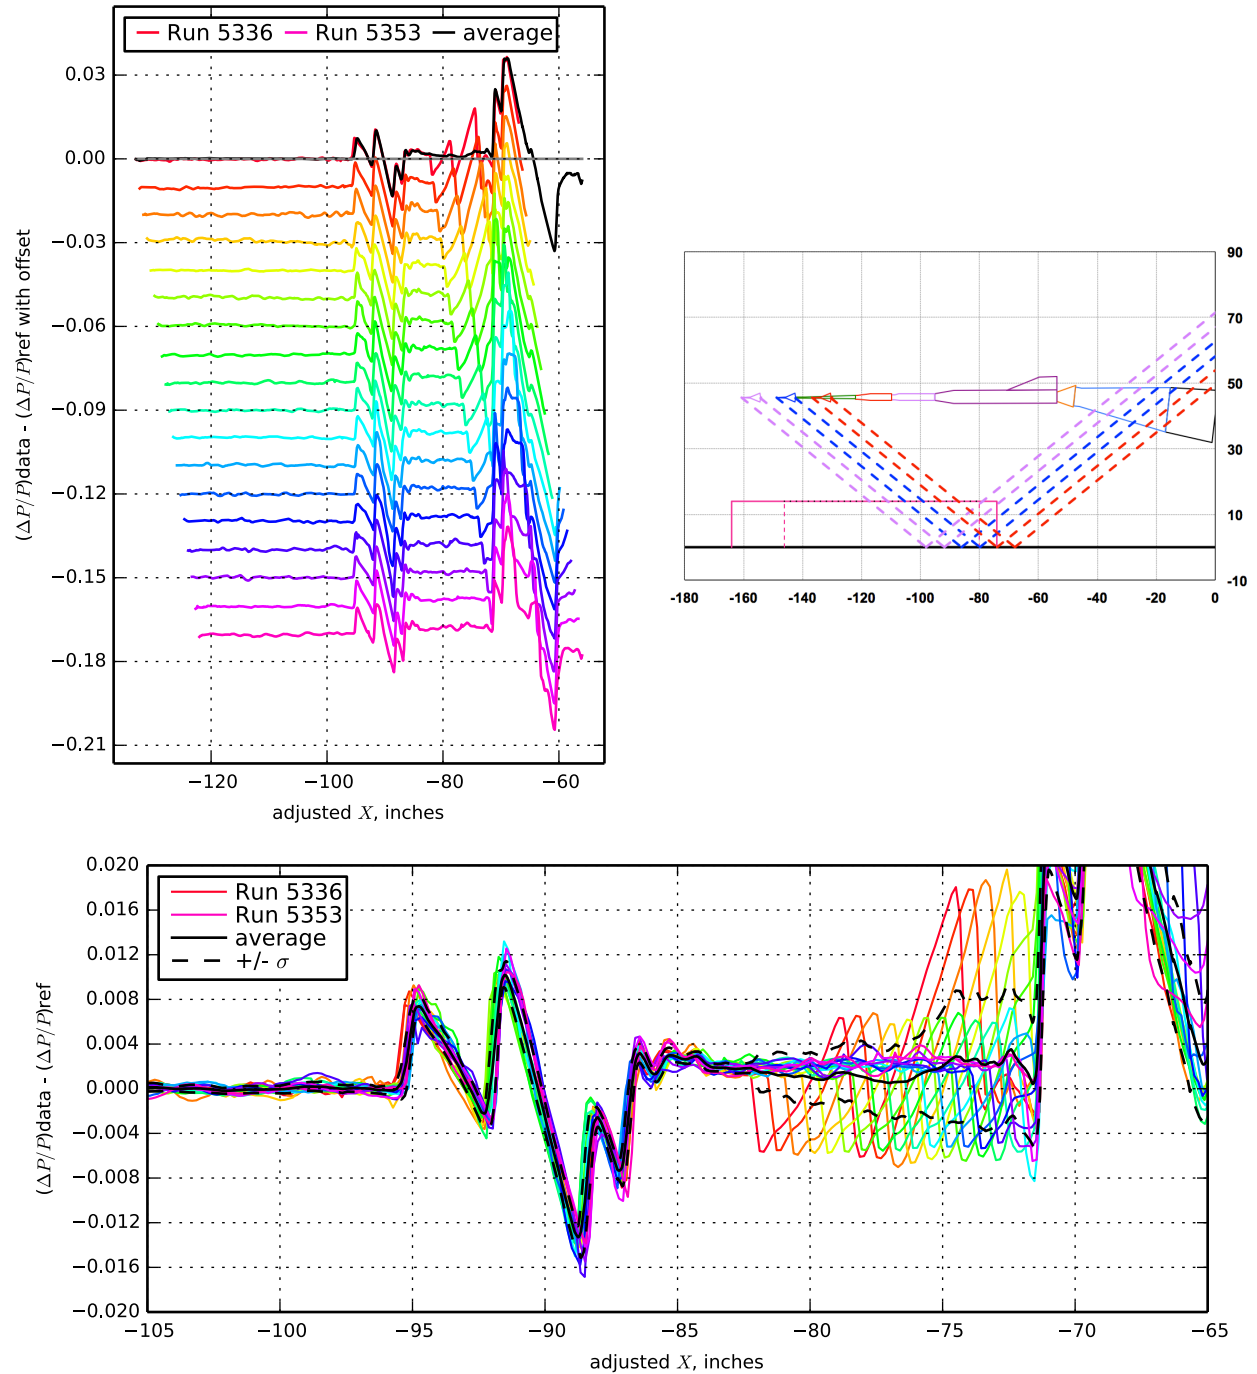 Run 5336 Run 5353 average
0.03
0.00
−0.03
−0.06
−0.09
−0.12
−0.15
−0.18
−0.21
(ΔP/P)data - (ΔP/P)ref with offset
−120 −100 −80 −60
adjusted X, inches
90
70
50
30
10
-10
-180 -160 -140 -120 -100 -80 -60 -40 -20 0
Run 5336
Run 5353
average
+/- σ
0.020
0.016
0.012
0.008
0.004
0.000
−0.004
−0.008
−0.012
−0.016
−0.020
(ΔP/P)data - (ΔP/P)ref
−105 −100 −95 −90 −85 −80 −75 −70 −65
adjusted X, inches